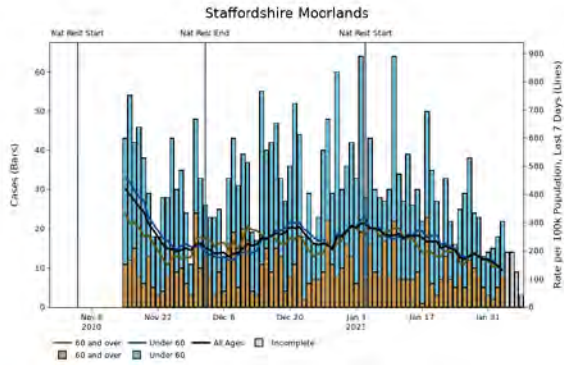 Staffordshire Moorlands
Nat Rest Start
Nat Rest End
Nat Rest Start
Cases (Bars)
60
50
40
30
20
10
0
900
800
700
600
500
400
300
200
100
0
Rate per 100k Population, Last 7 Days (Lines)
Nov 8
2020
Nov 22
Dec 6
Dec 20
Jan 3
2021
Jan 17
Jan 31
60 and over
Under 60
All Ages
Incomplete
60 and over
Under 60